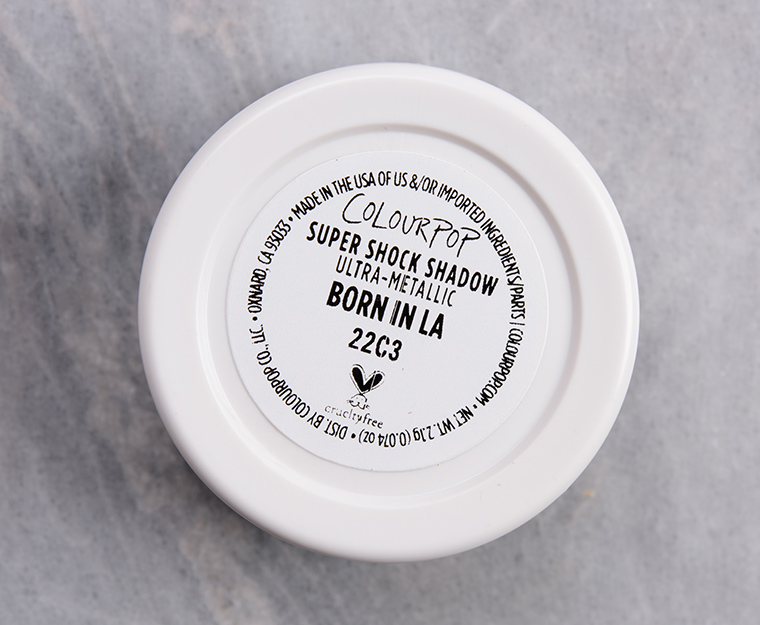 COLOURPOP
SUPER SHOCK SHADOW
ULTRA-METALLIC
BORN IN LA
22C3
crueltyfree
MADE IN THE USA OF US &/OR IMPORTED INGREDIENTS/PARTS | COLOURPOP.COM • NET WT. 2.1g (0.074 oz) • DIST. BY COLOURPOP CO., LLC. • OXNARD, CA 93033 •